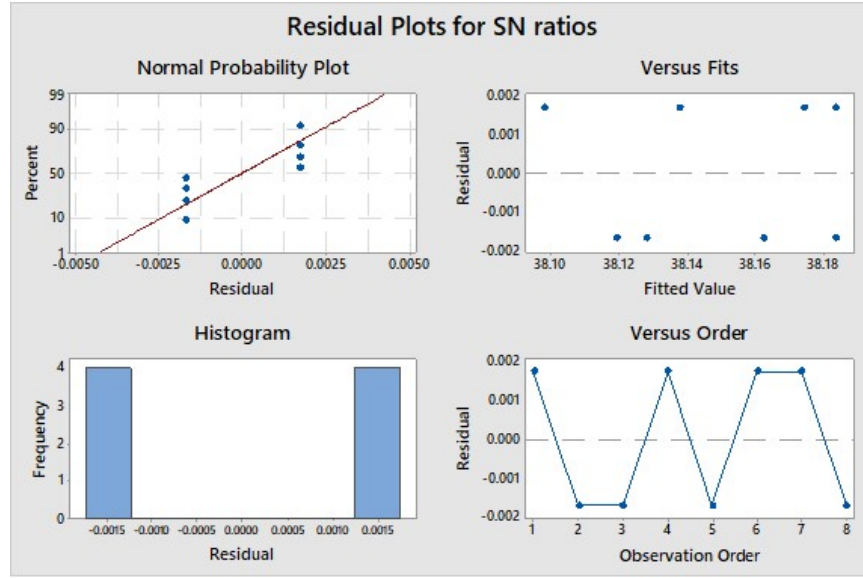 Residual Plots for SN ratios
Normal Probability Plot
99
90
50
10
1
Percent
-0.0050 -0.0025 0.0000 0.0025 0.0050
Residual
Versus Fits
0.002
0.001
0.000
-0.001
-0.002
Residual
38.10 38.12 38.14 38.16 38.18
Fitted Value
Histogram
4
3
2
1
0
Frequency
-0.0015 -0.0010 -0.0005 0.0000 0.0005 0.0010 0.0015
Residual
Versus Order
0.002
0.001
0.000
-0.001
-0.002
Residual
1 2 3 4 5 6 7 8
Observation Order